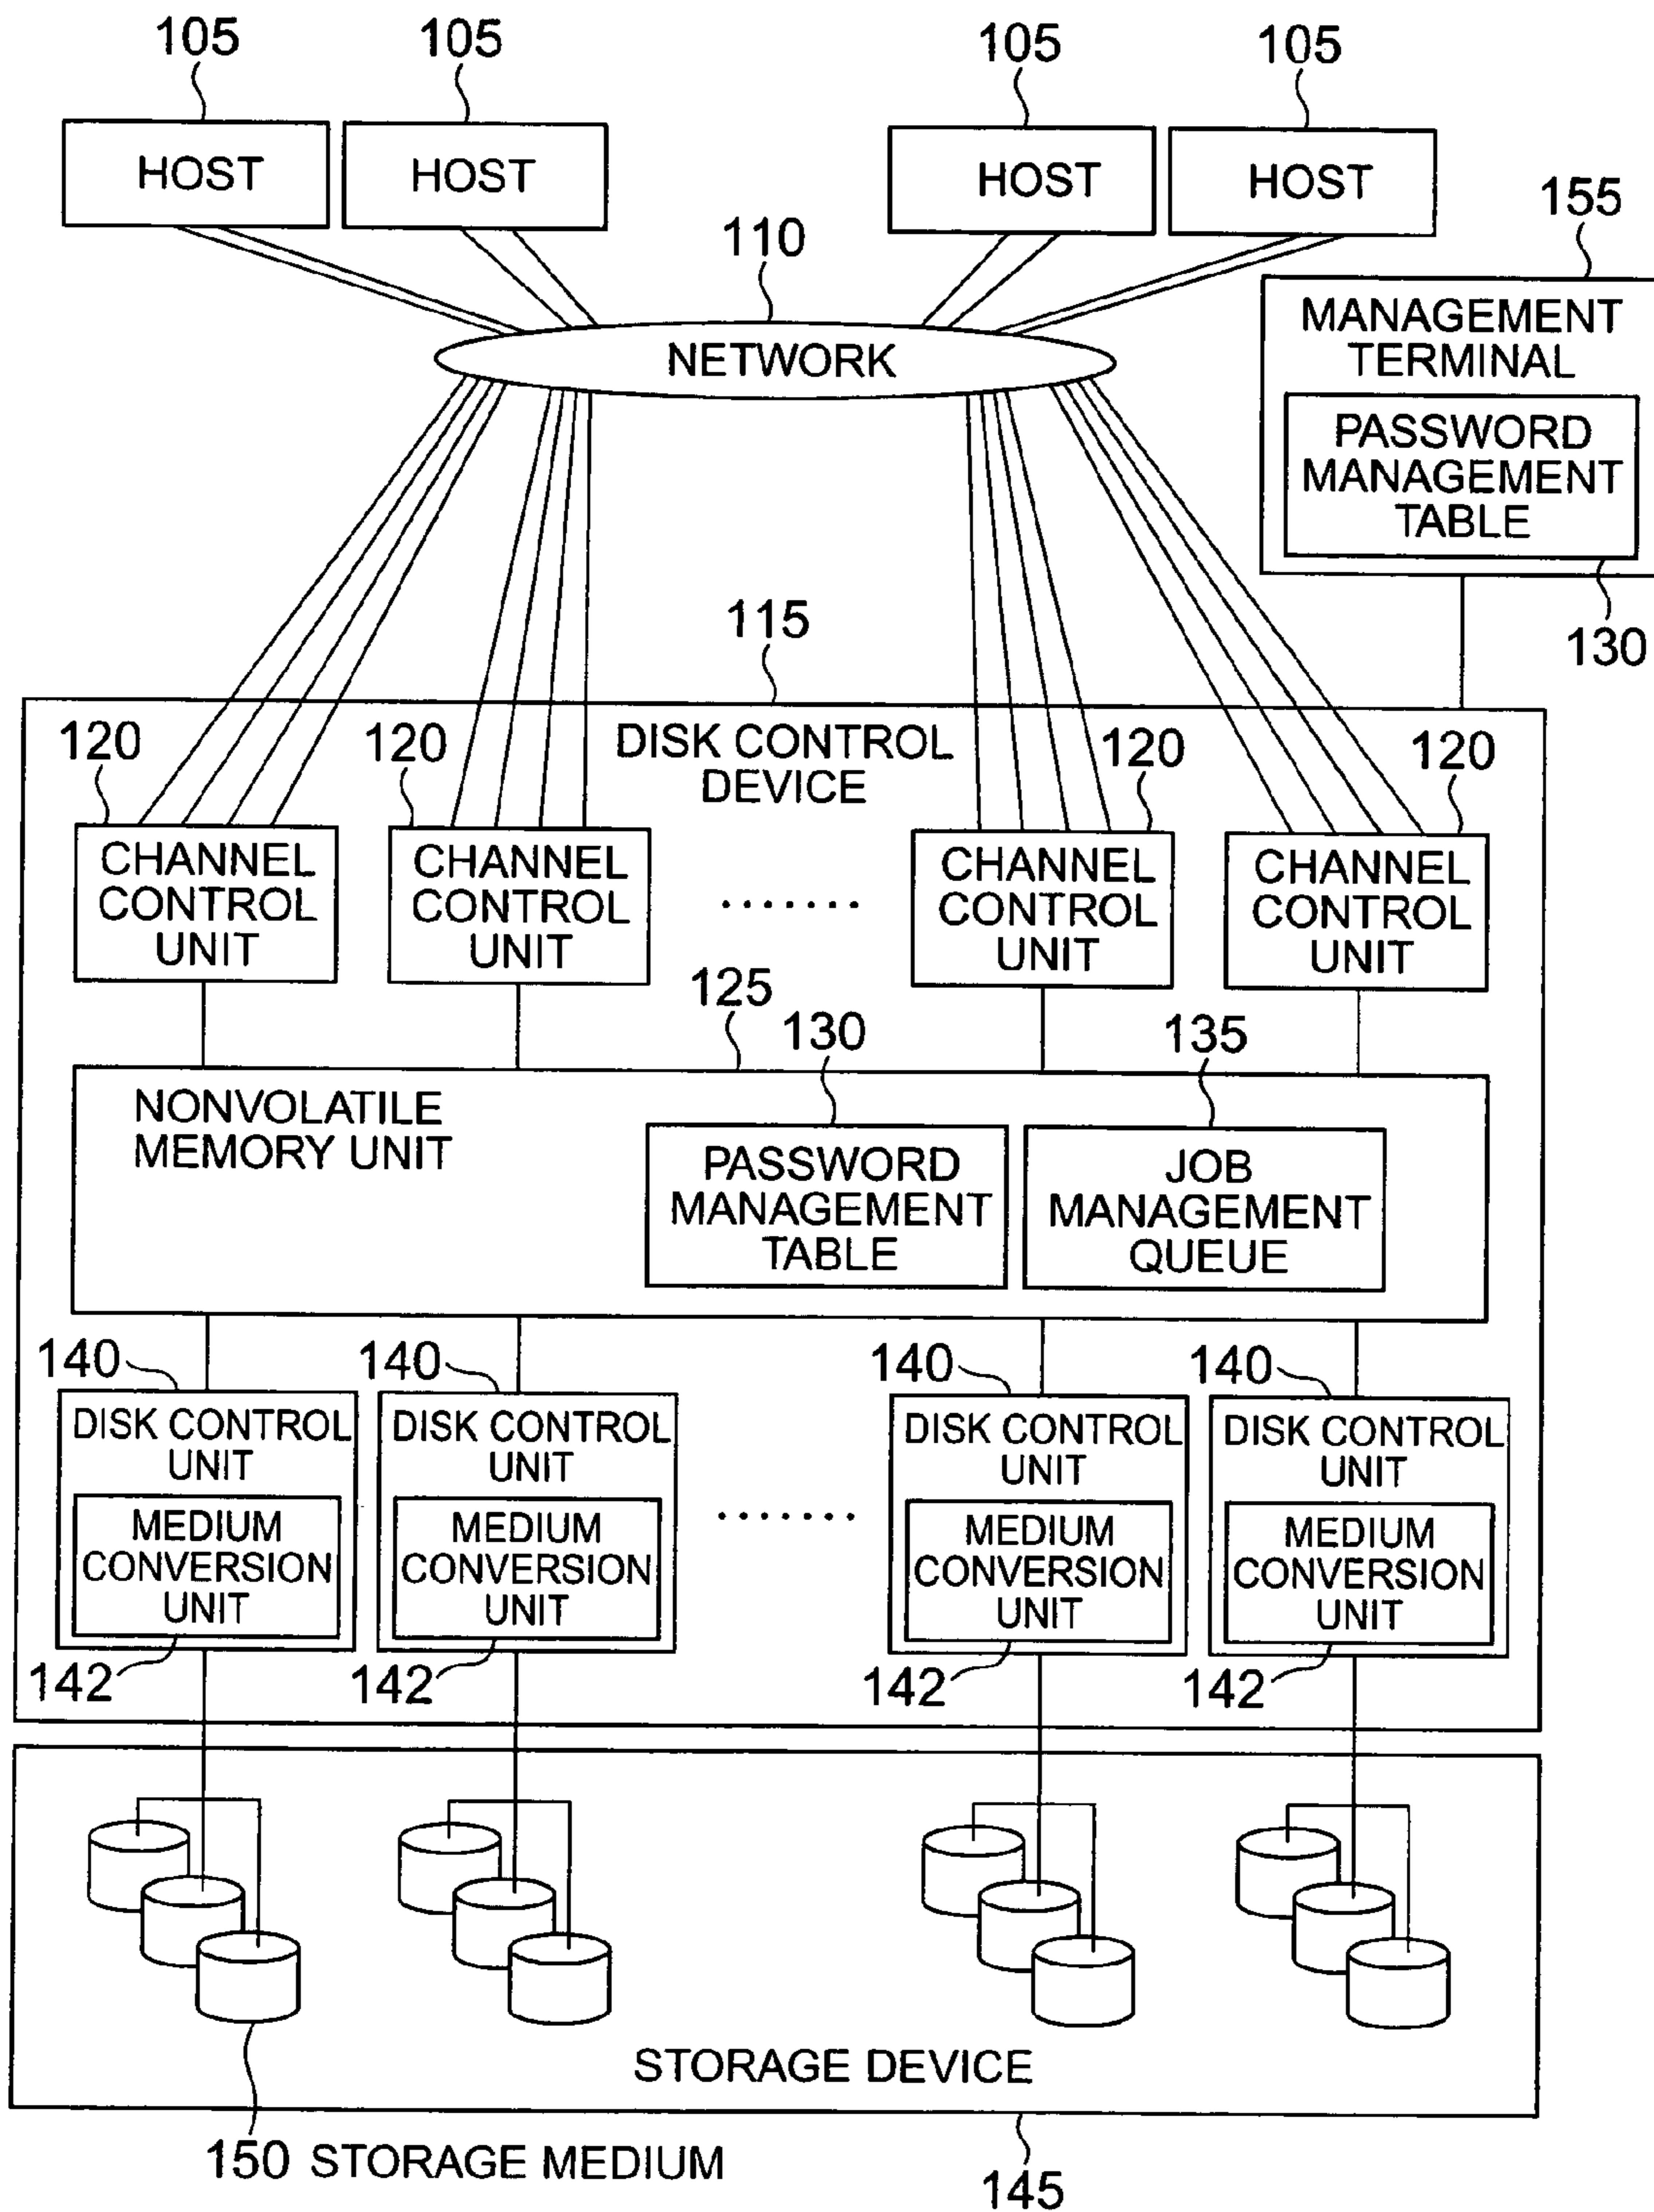 105
105
105
105
HOST
HOST
HOST
HOST
155
110
NETWORK
MANAGEMENT
TERMINAL
PASSWORD
MANAGEMENT
TABLE
130
115
DISK CONTROL
DEVICE
120
120
120
120
CHANNEL
CONTROL
UNIT
CHANNEL
CONTROL
UNIT
.......
CHANNEL
CONTROL
UNIT
CHANNEL
CONTROL
UNIT
125
130
135
NONVOLATILE
MEMORY UNIT
PASSWORD
MANAGEMENT
TABLE
JOB
MANAGEMENT
QUEUE
140
140
140
140
DISK CONTROL
UNIT
MEDIUM
CONVERSION
UNIT
DISK CONTROL
UNIT
MEDIUM
CONVERSION
UNIT
.......
DISK CONTROL
UNIT
MEDIUM
CONVERSION
UNIT
DISK CONTROL
UNIT
MEDIUM
CONVERSION
UNIT
142
142
142
142
STORAGE DEVICE
150 STORAGE MEDIUM
145